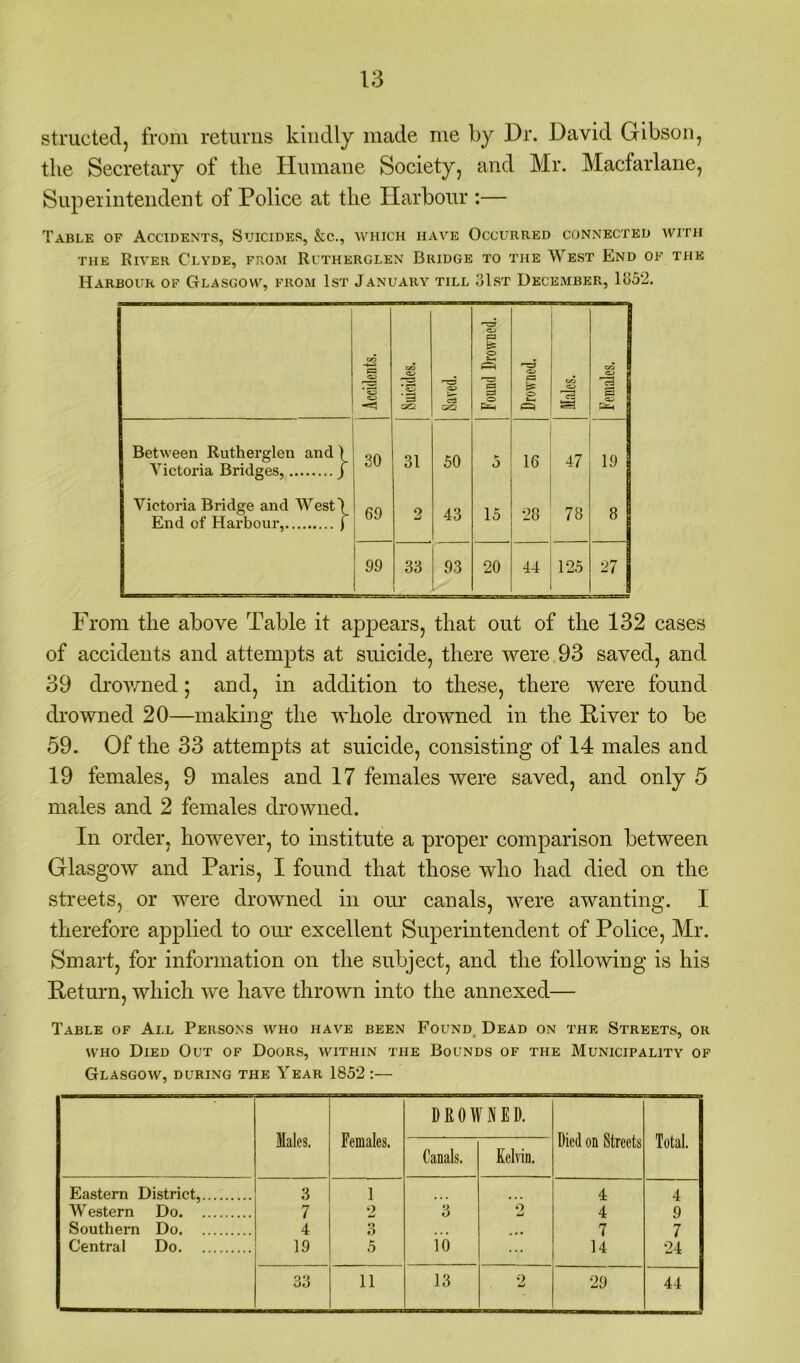 13
structed, from returns kindly made me by Dr. David Gibson,
the Secretary of the Humane Society, and Mr. Macfarlane,
Superintendent of Police at the Harbour :—
Table of Accidents, Suicides, &c., which have Occurred connected with
the River Clyde, from Rutherglen Bridge to the West End of the
Harbour of Glasgow, from 1st January till 31st December, 1852.
Accidents. Suicides. Saved. Found Drowned. Drowned. Males. Females.
Between Rutherglen and } 30 31 50 5 16 47 19
Victoria Bridges, ......... }
Victoria Bridge and West } 69 2 43 15 28 78 8
End of Harbour, .......... }
99 33 93 20 44 125 27
From the above Table it appears, that out of the 132 cases
of accidents and attempts at suicide, there were 93 saved, and
39 drowned; and, in addition to these, there were found
drowned 20—making the whole drowned in the River to be
59. Of the 33 attempts at suicide, consisting of 14 males and
19 females, 9 males and 17 females were saved, and only 5
males and 2 females drowned.
In order, however, to institute a proper comparison between
Glasgow and Paris, I found that those who had died on the
streets, or were drowned in our canals, were awanting. I
therefore applied to our excellent Superintendent of Police, Mr.
Smart, for information on the subject, and the following is his
Return, which we have thrown into the annexed—
Table of All Persons who have been Found Dead on the Streets, or
who Died Out of Doors, within the Bounds of the Municipality of
Glasgow, during the Year 1852 :—
Males. Females. DROWNED. Died on Streets Total.
Canals. Kelvin.
Eastern District, ......... 3 1 ... ... 4 4
Western Do. .......... 7 2 3 2 4 9
Southern Do. .......... 4 3 ... ... 7 7
Central Do. .......... 19 5 10 ... 14 24
33 11 13 2 29 44